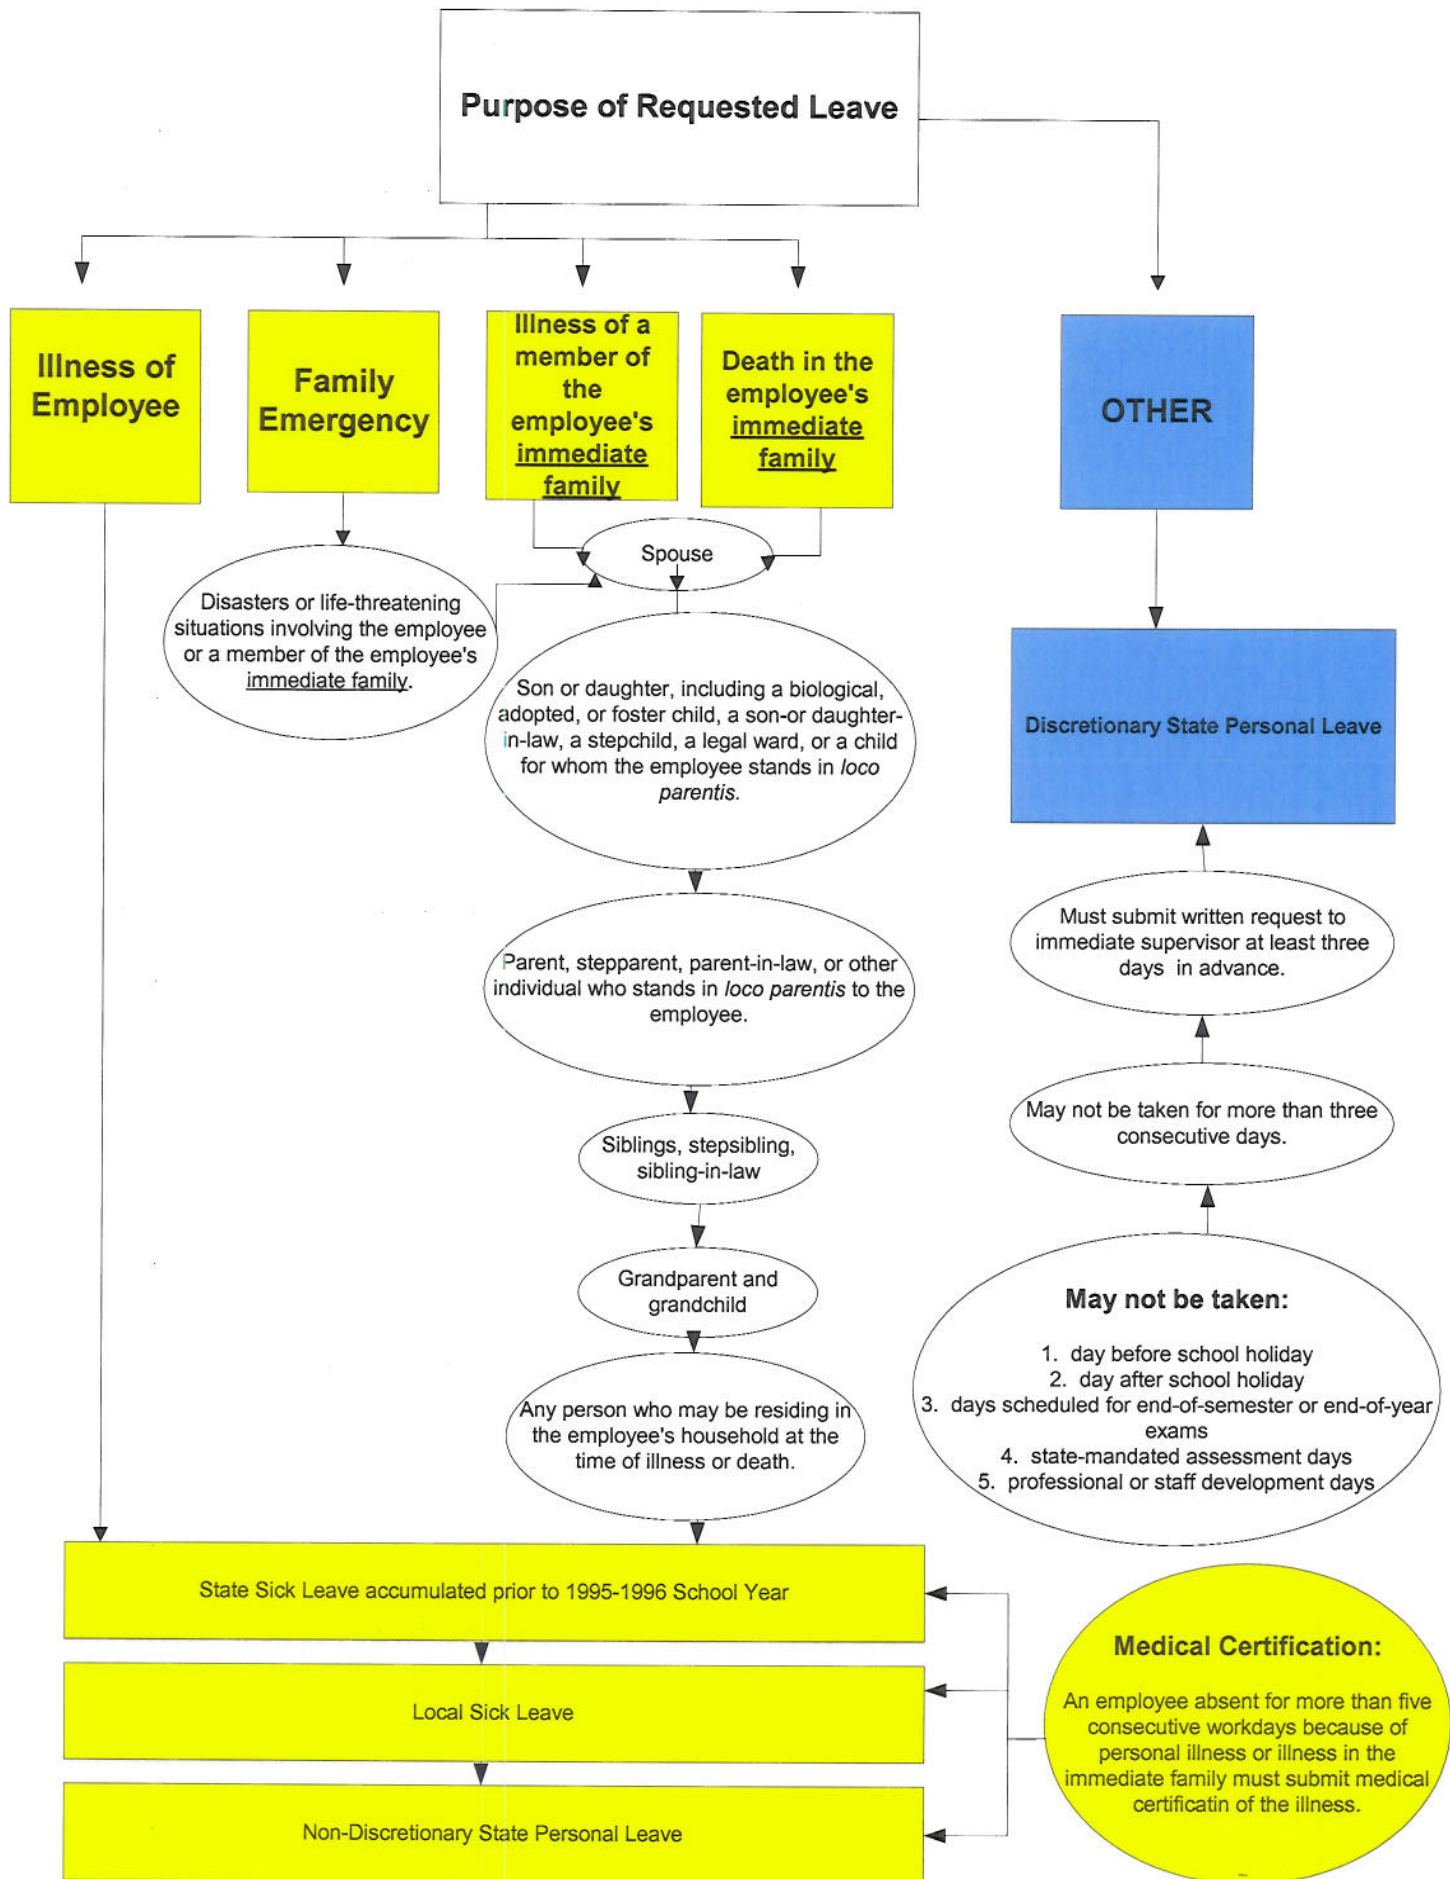 Purpose of Requested Leave
Illness of
Employee
Family
Emergency
Illness of a
member of
the
employee's
immediate
family
Death in the
employee's
immediate
family
OTHER
Spouse
Disasters or life-threatening
situations involving the employee
or a member of the employee's
immediate family.
Son or daughter, including a biological,
adopted, or foster child, a son-or daughter-
in-law, a stepchild, a legal ward, or a child
for whom the employee stands in loco
parentis.
Discretionary State Personal Leave
Must submit written request to
immediate supervisor at least three
days in advance.
Parent, stepparent, parent-in-law, or other
individual who stands in loco parentis to the
employee.
May not be taken for more than three
consecutive days.
Siblings, stepsibling,
sibling-in-law
Grandparent and
grandchild
May not be taken:
1. day before school holiday
2. day after school holiday
3. days scheduled for end-of-semester or end-of-year
exams
4. state-mandated assessment days
5. professional or staff development days
Any person who may be residing in
the employee's household at the
time of illness or death.
State Sick Leave accumulated prior to 1995-1996 School Year
Local Sick Leave
Non-Discretionary State Personal Leave
Medical Certification:
An employee absent for more than five
consecutive workdays because of
personal illness or illness in the
immediate family must submit medical
certificatin of the illness.